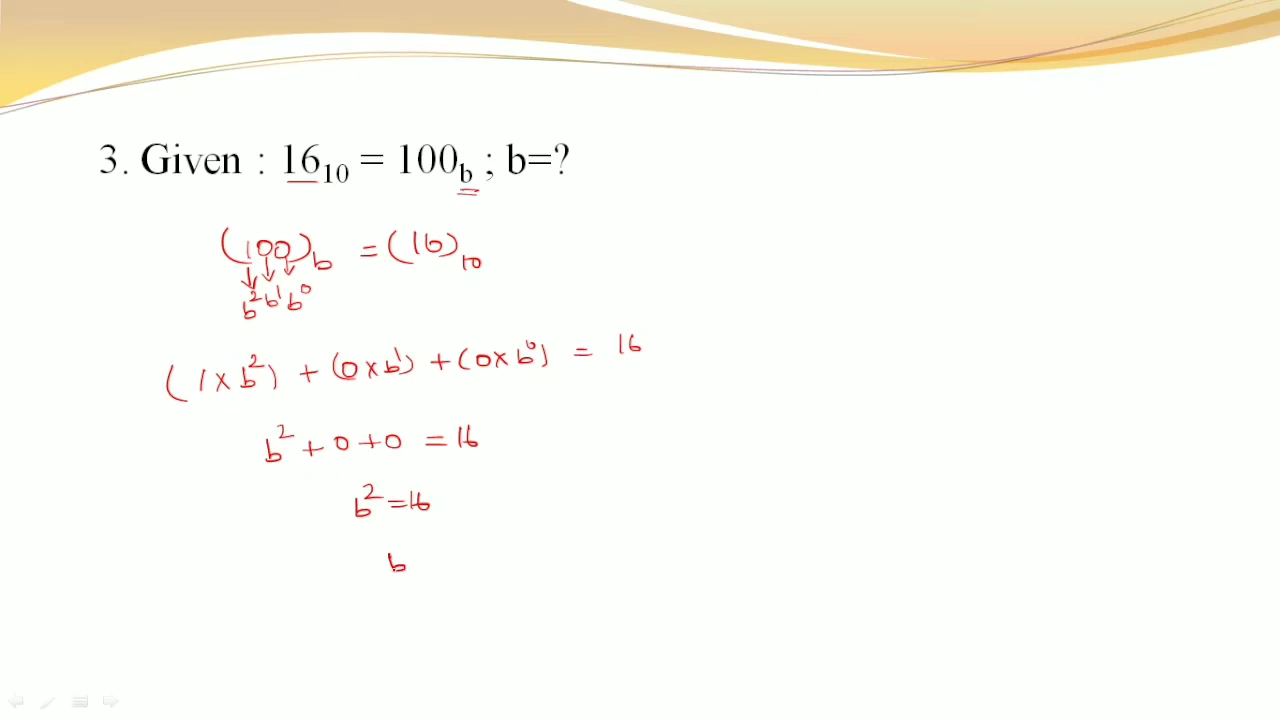 3. Given : 16₁₀ = 100_b ; b=?
(100)_b = (16)₁₀
b² b¹ b⁰
(1 × b²) + (0 × b¹) + (0 × b⁰) = 16
b² + 0 + 0 = 16
b² = 16
b